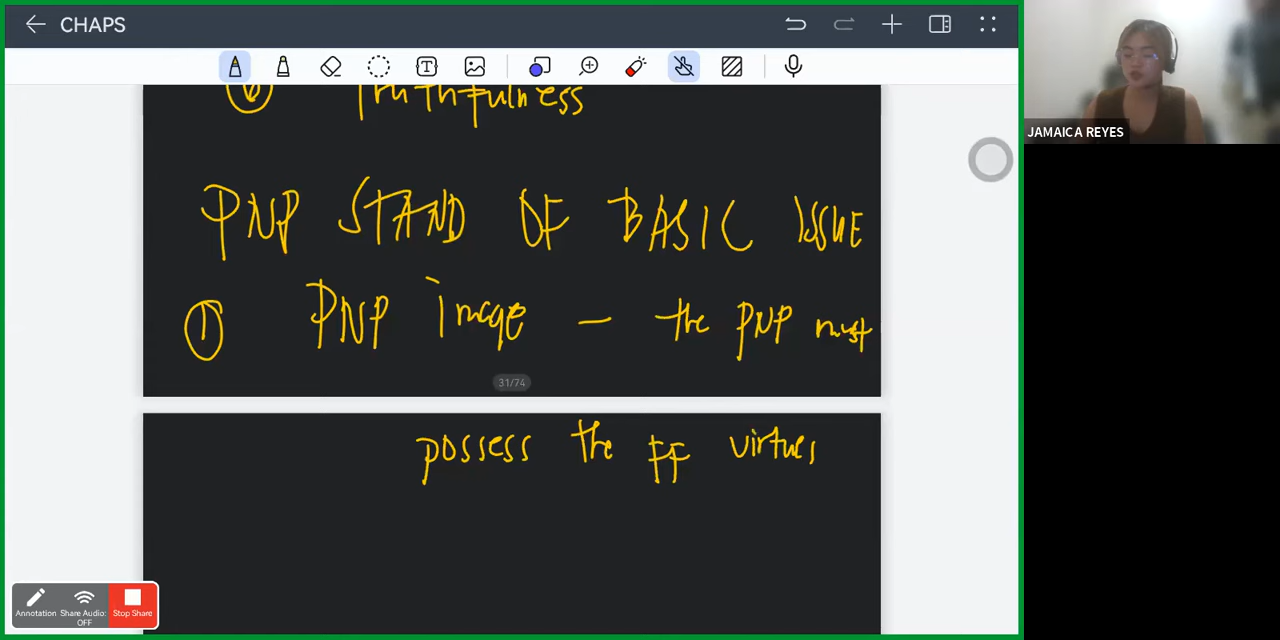 CHAPS
⑥ Truthfulness
PNP STAND OF BASIC ISSUE
① PNP image — the PNP must
31/74
possess the FF virtues
Annotation
Share Audio: OFF
Stop Share
JAMAICA REYES